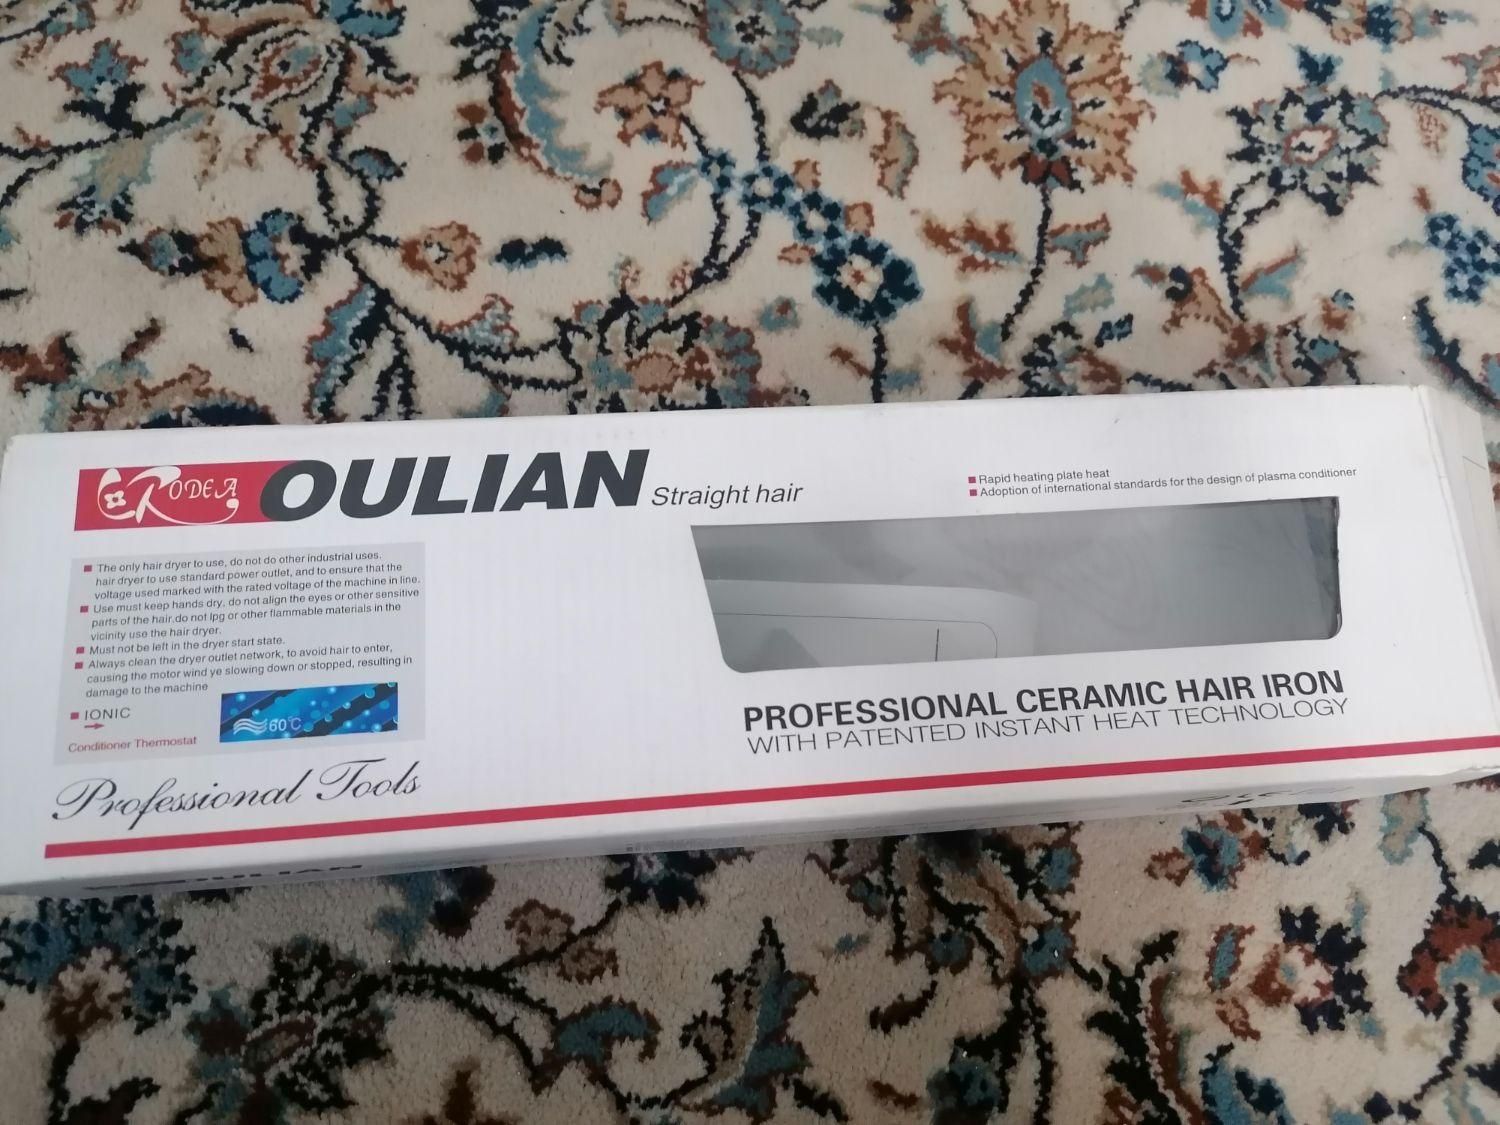 RODEA
OULIAN Straight hair
Rapid heating plate heat
Adoption of international standards for the design of plasma conditioner
The only hair dryer to use, do not do other industrial uses.
hair dryer to use standard power outlet, and to ensure that the
voltage used marked with the rated voltage of the machine in line.
Use must keep hands dry, do not align the eyes or other sensitive
parts of the hair.do not lpg or other flammable materials in the
vicinity use the hair dryer.
Must not be left in the dryer start state.
Always clean the dryer outlet network, to avoid hair to enter,
causing the motor wind ye slowing down or stopped, resulting in
damage to the machine
IONIC
60°C
Conditioner Thermostat
Professional Tools
PROFESSIONAL CERAMIC HAIR IRON
WITH PATENTED INSTANT HEAT TECHNOLOGY
OULIAN